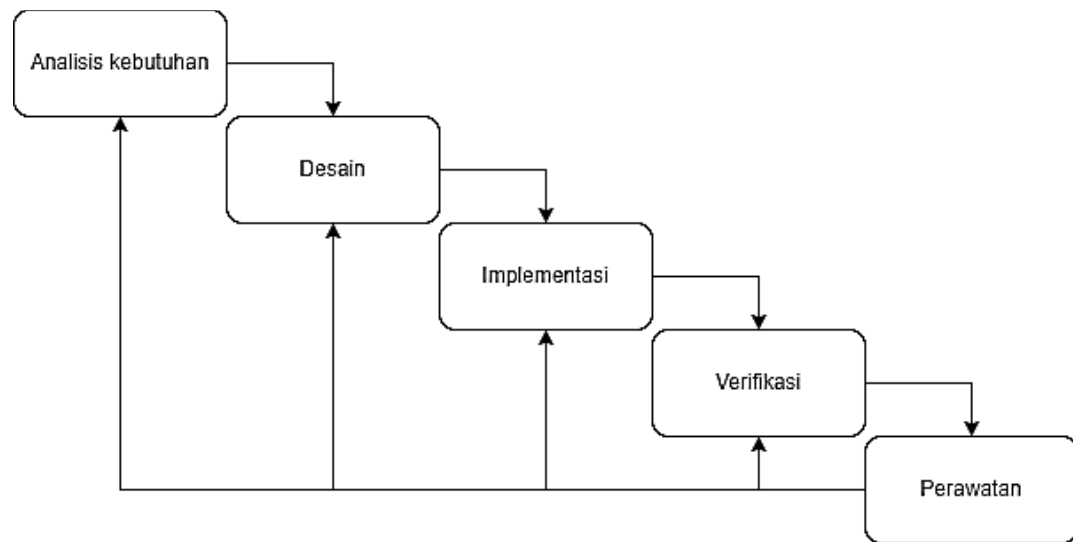 Analisis kebutuhan
Desain
Implementasi
Verifikasi
Perawatan